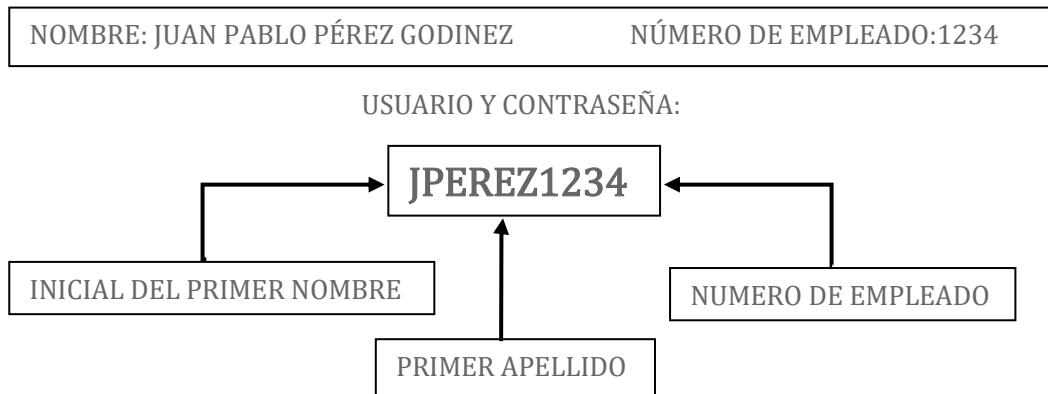 NOMBRE: JUAN PABLO PÉREZ GODINEZ NÚMERO DE EMPLEADO:1234
USUARIO Y CONTRASEÑA:
JPEREZ1234
INICIAL DEL PRIMER NOMBRE
NUMERO DE EMPLEADO
PRIMER APELLIDO